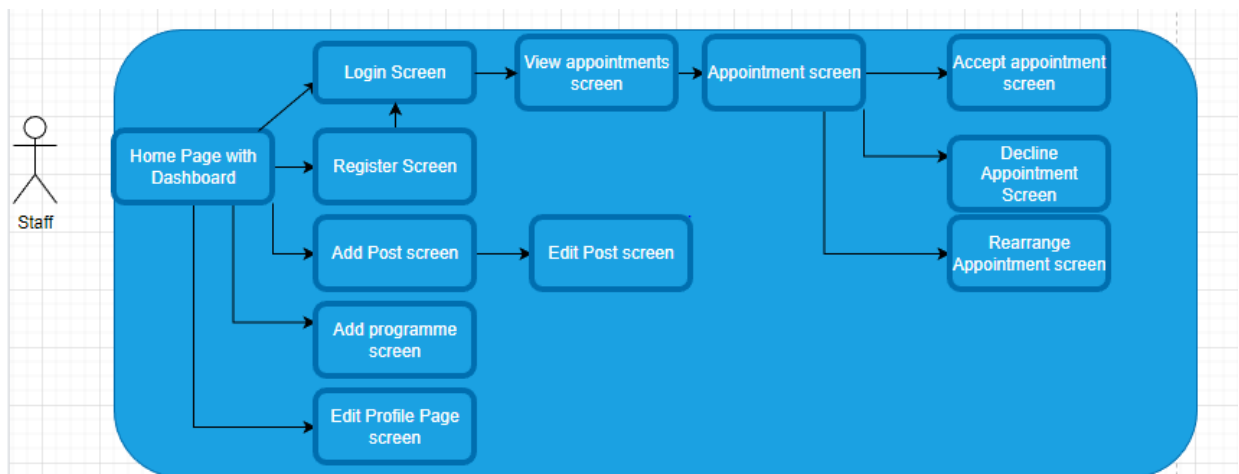 Login Screen
View appointments
screen
Appointment screen
Accept appointment
screen
Home Page with
Dashboard
Register Screen
Decline
Appointment
Screen
Staff
Add Post screen
Edit Post screen
Rearrange
Appointment screen
Add programme
screen
Edit Profile Page
screen